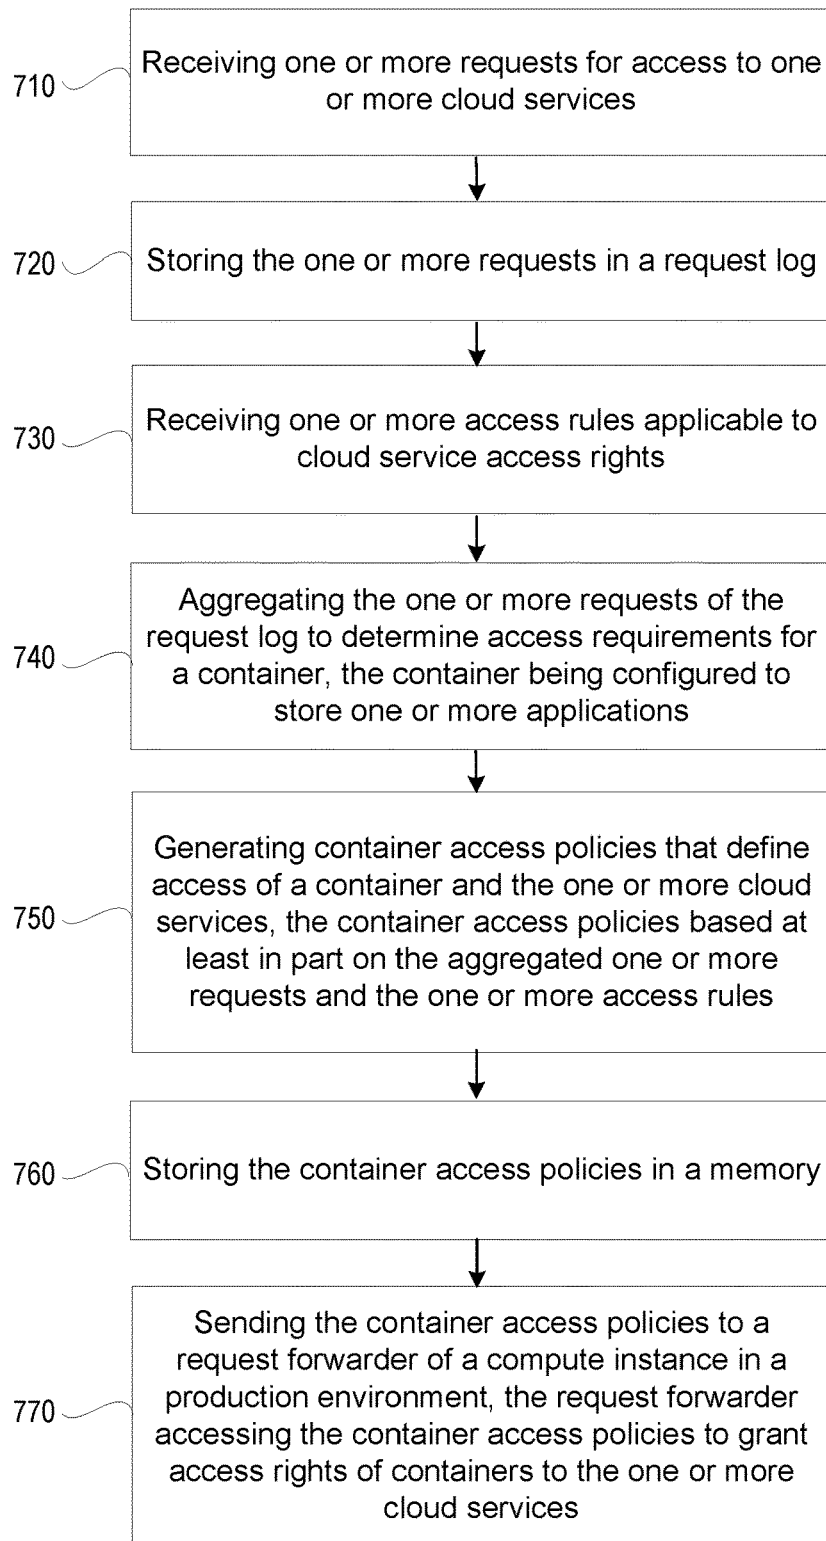 710
Receiving one or more requests for access to one
or more cloud services
720
Storing the one or more requests in a request log
730
Receiving one or more access rules applicable to
cloud service access rights
740
Aggregating the one or more requests of the
request log to determine access requirements for
a container, the container being configured to
store one or more applications
750
Generating container access policies that define
access of a container and the one or more cloud
services, the container access policies based at
least in part on the aggregated one or more
requests and the one or more access rules
760
Storing the container access policies in a memory
770
Sending the container access policies to a
request forwarder of a compute instance in a
production environment, the request forwarder
accessing the container access policies to grant
access rights of containers to the one or more
cloud services